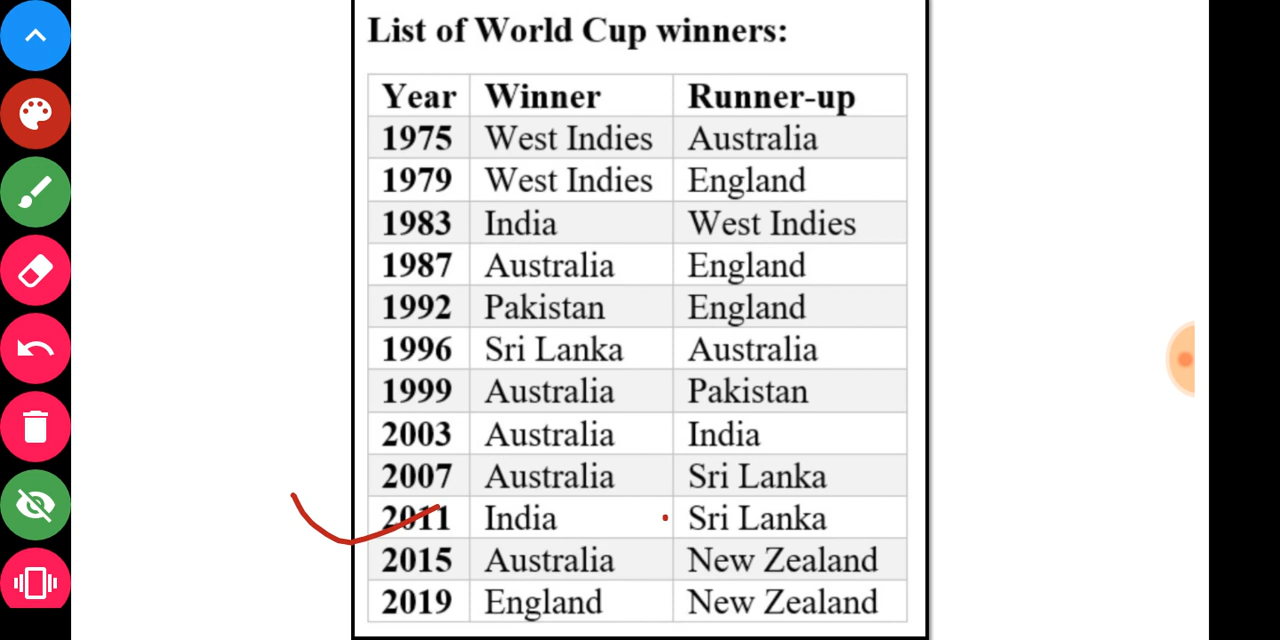 List of World Cup winners:
Year Winner Runner-up
1975 West Indies Australia
1979 West Indies England
1983 India West Indies
1987 Australia England
1992 Pakistan England
1996 Sri Lanka Australia
1999 Australia Pakistan
2003 Australia India
2007 Australia Sri Lanka
2011 India Sri Lanka
2015 Australia New Zealand
2019 England New Zealand